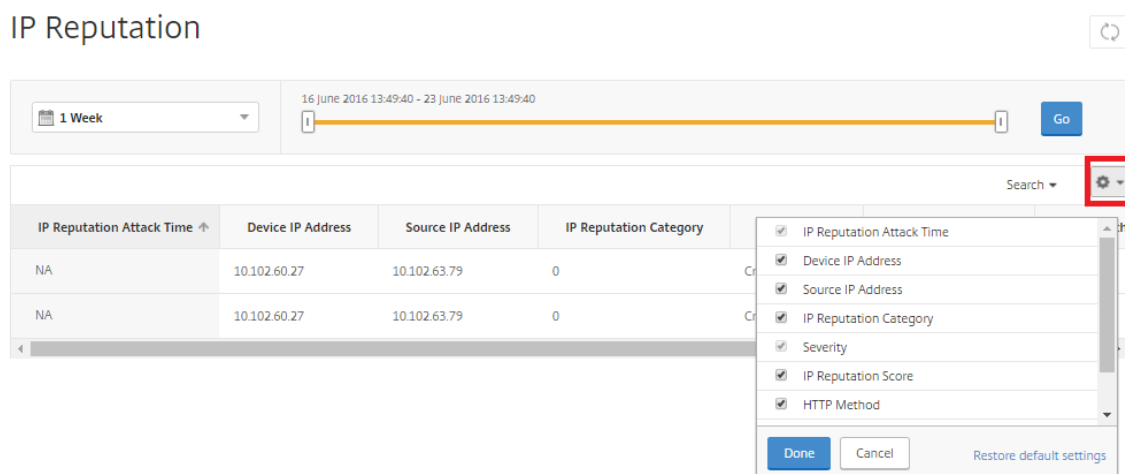 IP Reputation
16 June 2016 13:49:40 - 23 June 2016 13:49:40
1 Week
Go
Search
IP Reputation Attack Time Device IP Address Source IP Address IP Reputation Category
NA 10.102.60.27 10.102.63.79 0
NA 10.102.60.27 10.102.63.79 0
IP Reputation Attack Time
Device IP Address
Source IP Address
IP Reputation Category
Severity
IP Reputation Score
HTTP Method
Done Cancel Restore default settings